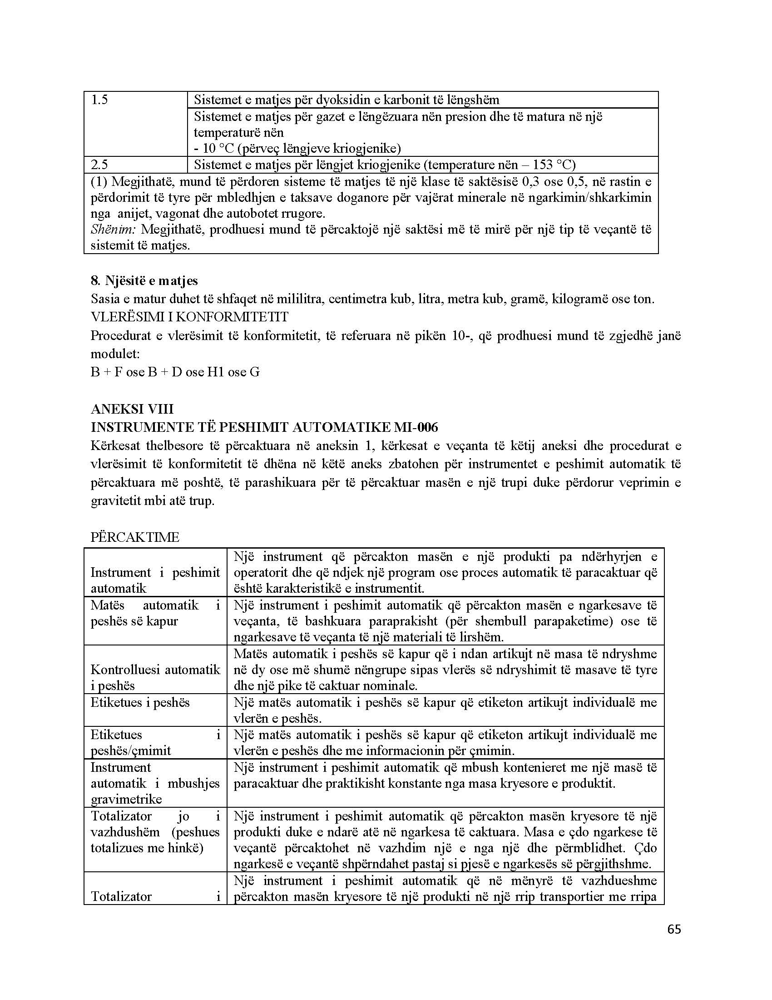 1.5
Sistemet e matjes për dyoksidin e karbonit të lëngshëm
Sistemet e matjes për gazet e lëngëzuara nën presion dhe të matura në një
temperaturë nën
- 10 °C (përveç lëngjeve kriogjenike)
2.5
Sistemet e matjes për lëngjet kriogjenike (temperature nën – 153 °C)
(1) Megjithatë, mund të përdoren sisteme të matjes të një klase të saktësisë 0,3 ose 0,5, në rastin e
përdorimit të tyre për mbledhjen e taksave doganore për vajërat minerale në ngarkimin/shkarkimin
nga anijet, vagonat dhe autobotet rrugore.
Shënim: Megjithatë, prodhuesi mund të përcaktojë një saktësi më të mirë për një tip të veçantë të
sistemit të matjes.
8. Njësitë e matjes
Sasia e matur duhet të shfaqet në mililitra, centimetra kub, litra, metra kub, gramë, kilogramë ose ton.
VLERËSIMI I KONFORMITETIT
Procedurat e vlerësimit të konformitetit, të referuara në pikën 10-, që prodhuesi mund të zgjedhë janë
modulet:
B + F ose B + D ose H1 ose G
ANEKSI VIII
INSTRUMENTE TË PESHIMIT AUTOMATIKE MI-006
Kërkesat thelbesore të përcaktuara në aneksin 1, kërkesat e veçanta të këtij aneksi dhe procedurat e
vlerësimit të konformitetit të dhëna në këtë aneks zbatohen për instrumentet e peshimit automatik të
përcaktuara më poshtë, të parashikuara për të përcaktuar masën e një trupi duke përdorur veprimin e
gravitetit mbi atë trup.
PËRCAKTIME
Instrument i peshimit
automatik
Një instrument që përcakton masën e një produkti pa ndërhyrjen e
operatorit dhe që ndjek një program ose proces automatik të paracaktuar që
është karakteristikë e instrumentit.
Matës automatik i
peshës së kapur
Një instrument i peshimit automatik që përcakton masën e ngarkesave të
veçanta, të bashkuara paraprakisht (për shembull parapaketime) ose të
ngarkesave të veçanta të një materiali të lirshëm.
Kontrolluesi automatik
i peshës
Matës automatik i peshës së kapur që i ndan artikujt në masa të ndryshme
në dy ose më shumë nëngrupe sipas vlerës së ndryshimit të masave të tyre
dhe një pike të caktuar nominale.
Etiketues i peshës
Një matës automatik i peshës së kapur që etiketon artikujt individualë me
vlerën e peshës.
Etiketues i
peshës/çmimit
Një matës automatik i peshës së kapur që etiketon artikujt individualë me
vlerën e peshës dhe me informacionin për çmimin.
Instrument
automatik i mbushjes
gravimetrike
Një instrument i peshimit automatik që mbush kontenieret me një masë të
paracaktuar dhe praktikisht konstante nga masa kryesore e produktit.
Totalizator jo i
vazhdushëm (peshues
totalizues me hinkë)
Një instrument i peshimit automatik që përcakton masën kryesore të një
produkti duke e ndarë atë në ngarkesa të caktuara. Masa e çdo ngarkese të
veçantë përcaktohet në vazhdim një e nga një dhe përmblidhet. Çdo
ngarkesë e veçantë shpërndahet pastaj si pjesë e ngarkesës së përgjithshme.
Totalizator i
Një instrument i peshimit automatik që në mënyrë të vazhdueshme
përcakton masën kryesore të një produkti në një rrip transportier me rripa
65